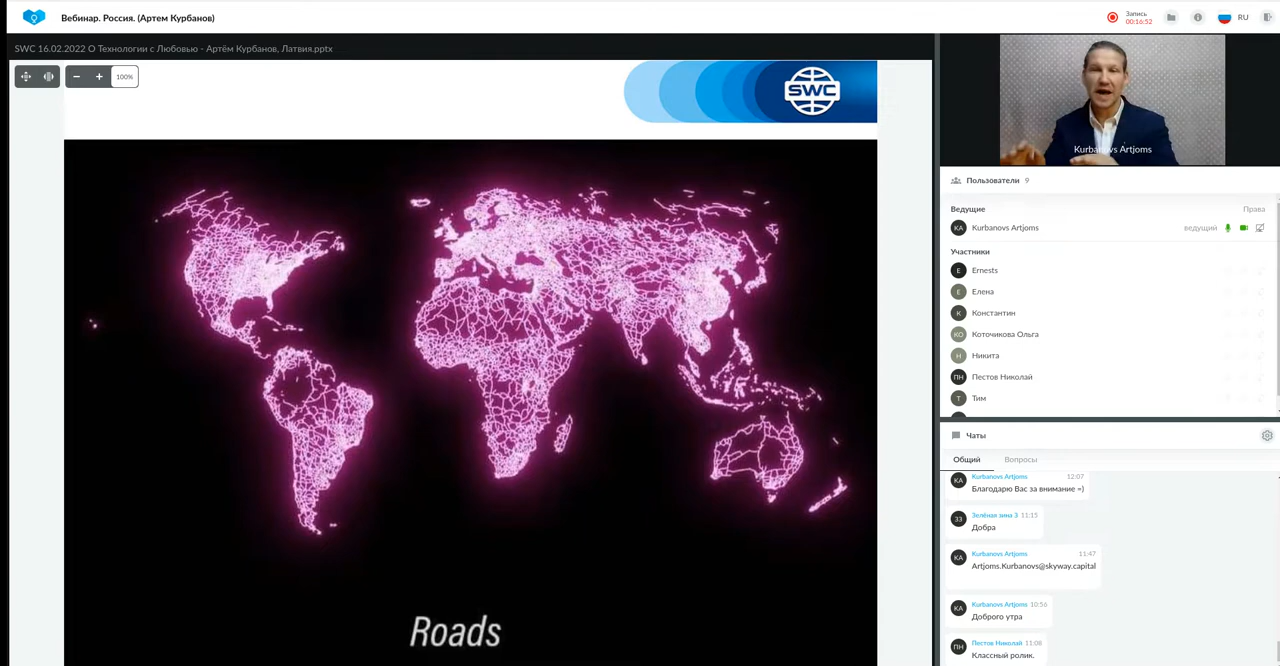 Вебинар. Россия. (Артем Курбанов)
Запись
00:16:52
RU
SWC 16.02.2022 О Технологии с Любовью - Артём Курбанов, Латвия.pptx
100%
SWC
Roads
Kurbanovs Artjoms
Пользователи 9
Ведущие
Права
KA Kurbanovs Artjoms
ведущий
Участники
E Ernests
Е Елена
К Константин
КО Коточикова Ольга
Н Никита
ПН Пестов Николай
Т Тим
Чаты
Общий Вопросы
KA Kurbanovs Artjoms 12:07
Благодарю Вас за внимание =)
ЗЗ Зелёная зина З 11:15
Добра
KA Kurbanovs Artjoms 11:47
Artjoms.Kurbanovs@skyway.capital
KA Kurbanovs Artjoms 10:56
Доброго утра
ПН Пестов Николай 11:08
Классный ролик.